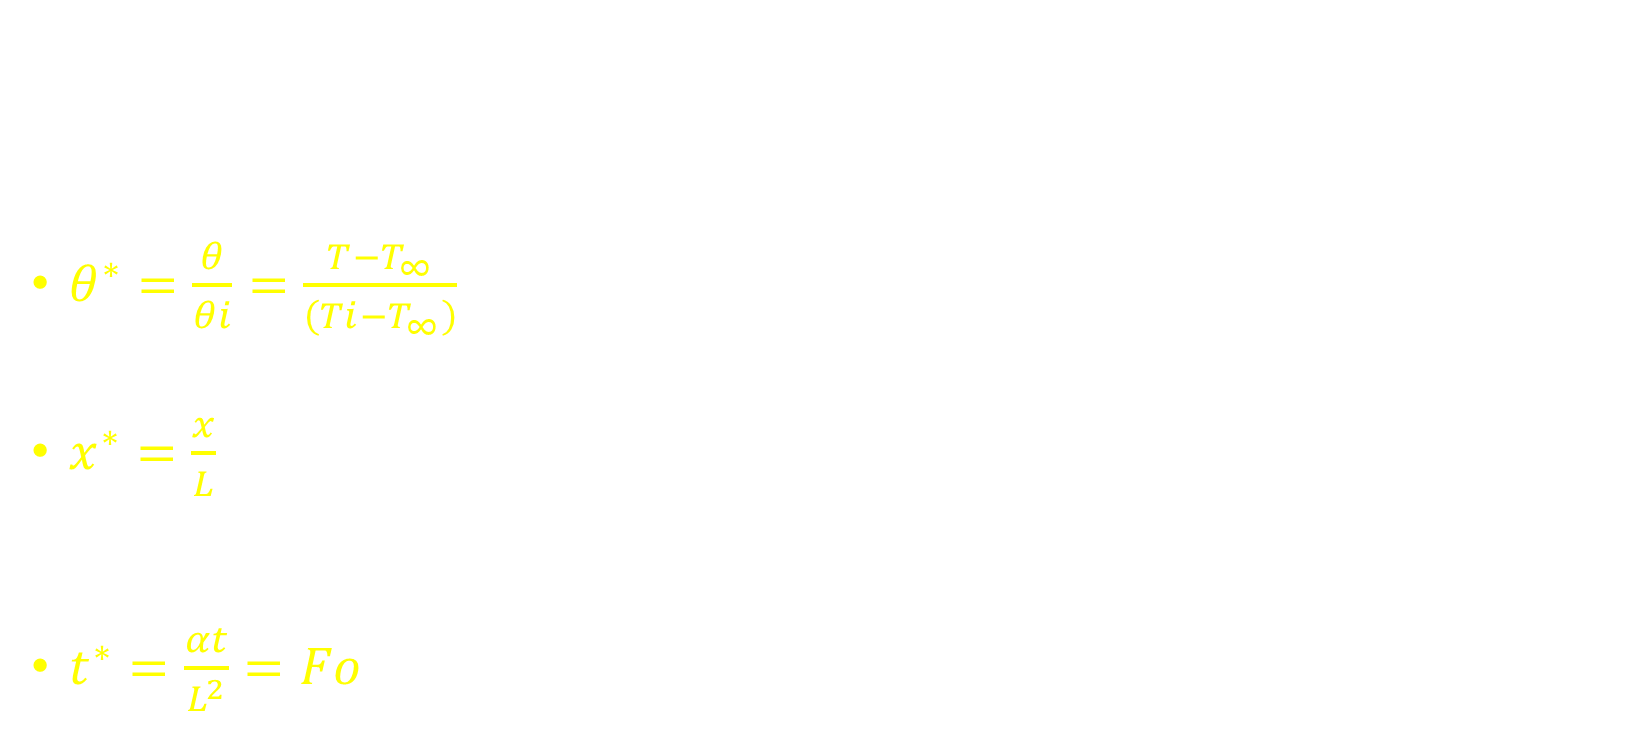 • θ* = θ/θi = T−T∞/(Ti−T∞)
• x* = x/L
• t* = αt/L² = Fo